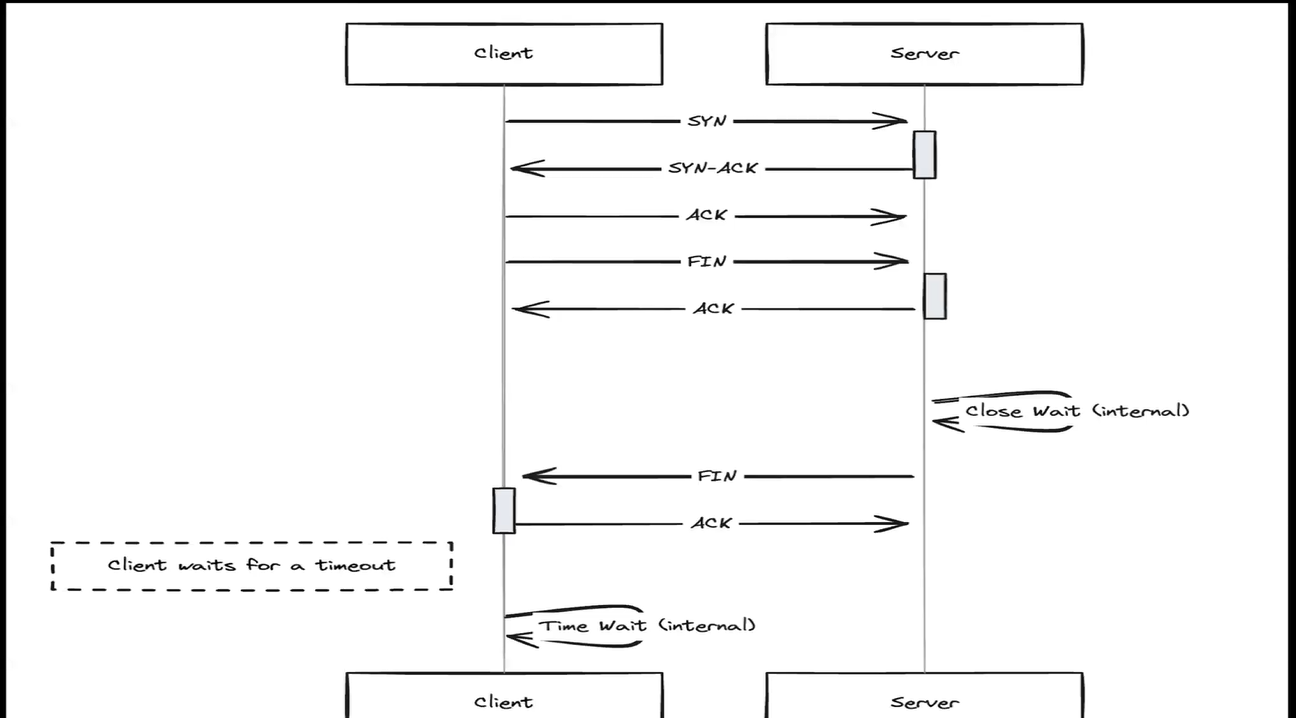 Client
Server
SYN
SYN-ACK
ACK
FIN
ACK
Close Wait (internal)
FIN
ACK
Client waits for a timeout
Time Wait (internal)
Client
Server